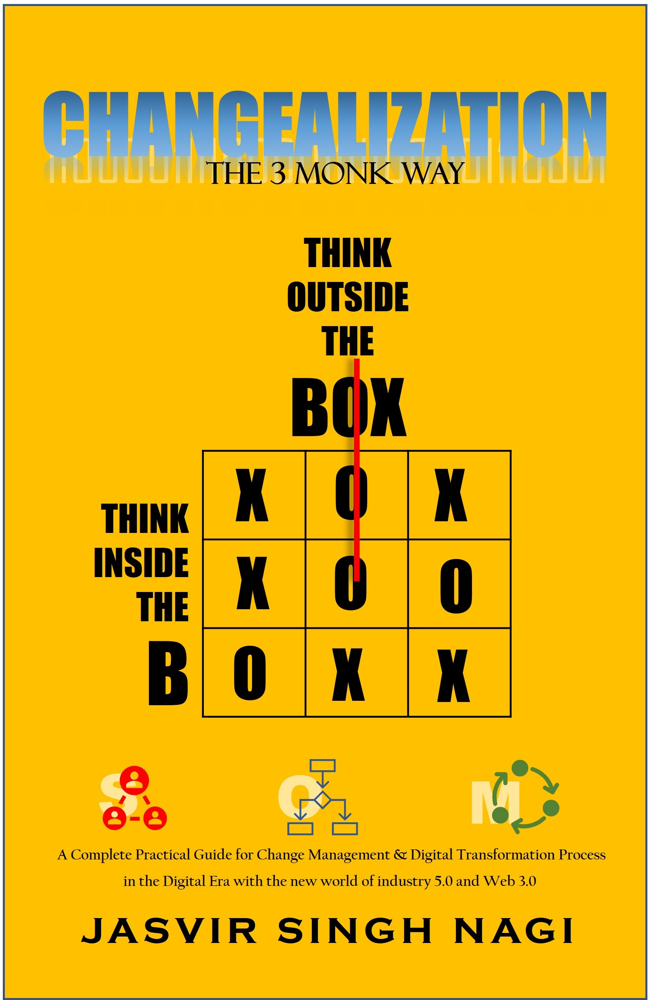 CHANGEALIZATION
THE 3 MONK WAY
THINK
OUTSIDE
THE
BOX
X O X
THINK
INSIDE
THE
X O O
B
O X X
S O M
A Complete Practical Guide for Change Management & Digital Transformation Process
in the Digital Era with the new world of industry 5.0 and Web 3.0
JASVIR SINGH NAGI